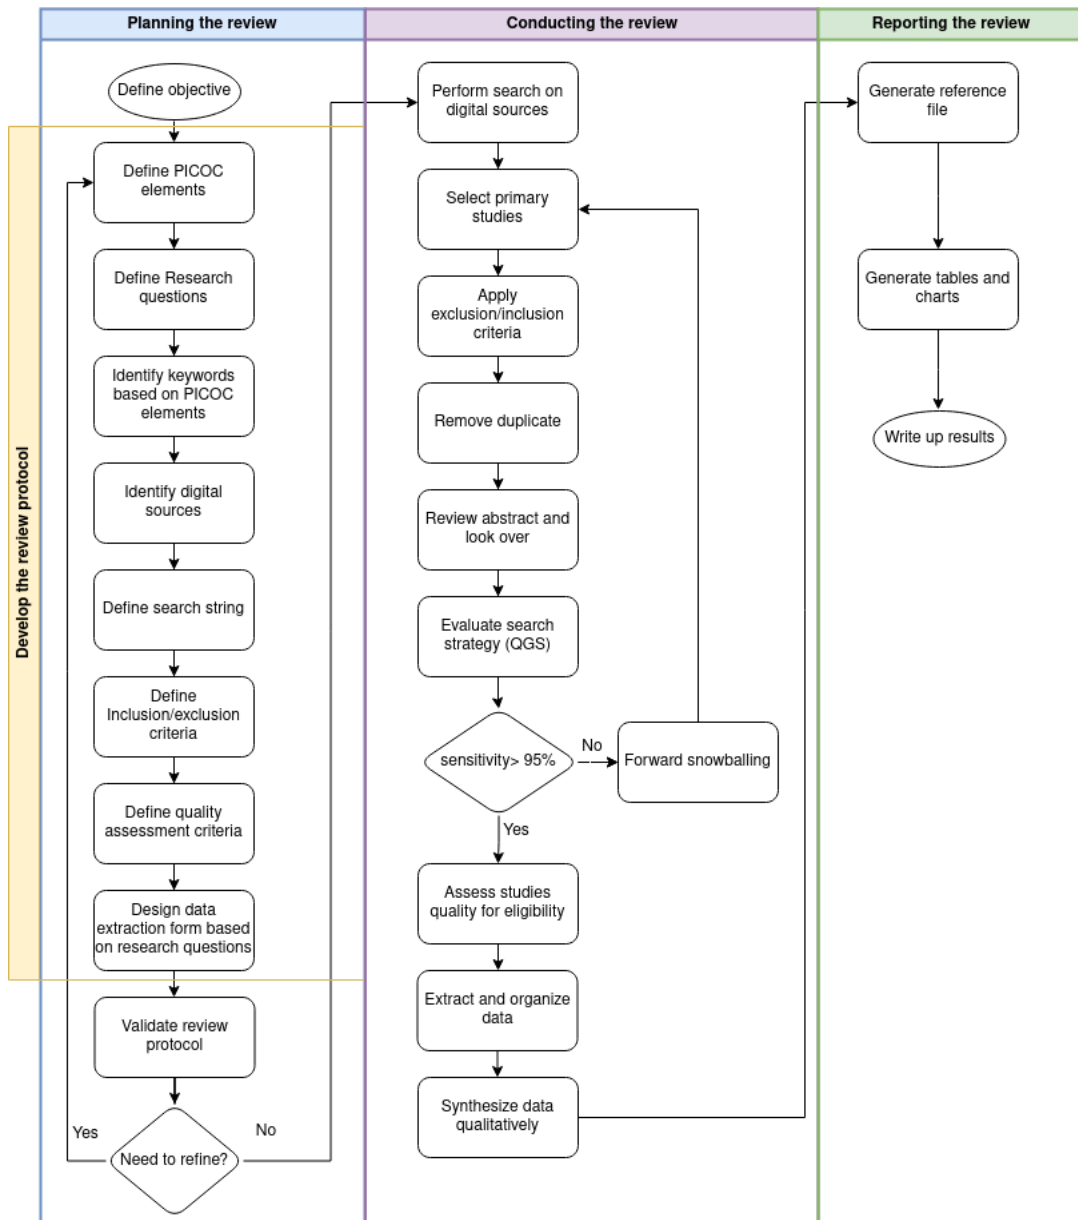 Planning the review
Conducting the review
Reporting the review
Develop the review protocol
Define objective
Define PICOC
elements
Define Research
questions
Identify keywords
based on PICOC
elements
Identify digital
sources
Define search string
Define
Inclusion/exclusion
criteria
Define quality
assessment criteria
Design data
extraction form based
on research questions
Validate review
protocol
Need to refine?
Yes
No
Perform search on
digital sources
Select primary
studies
Apply
exclusion/inclusion
criteria
Remove duplicate
Review abstract and
look over
Evaluate search
strategy (QGS)
sensitivity> 95%
No
Forward snowballing
Yes
Assess studies
quality for eligibility
Extract and organize
data
Synthesize data
qualitatively
Generate reference
file
Generate tables and
charts
Write up results